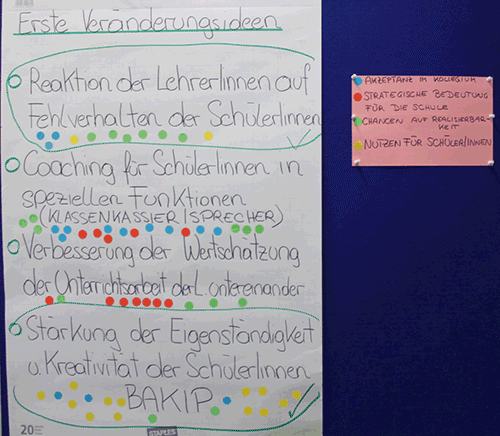 Erste Veränderungsideen
Reaktion der LehrerInnen auf
Fehlverhalten der SchülerInnen
Coaching für SchülerInnen in
speziellen Funktionen
(KLASSENKASSIER/SPRECHER)
Verbesserung der Wertschätzung
der Unterrichtsarbeit der L. untereinander
Stärkung der Eigenständigkeit
u. Kreativität der SchülerInnen
BAKIP
20
STAPLES
AKZEPTANZ IM KOLLEGIUM
STRATEGISCHE BEDEUTUNG
FÜR DIE SCHULE
CHANCEN AUF REALISIERBAR-
KEIT
NUTZEN FÜR SCHÜLER/INNEN